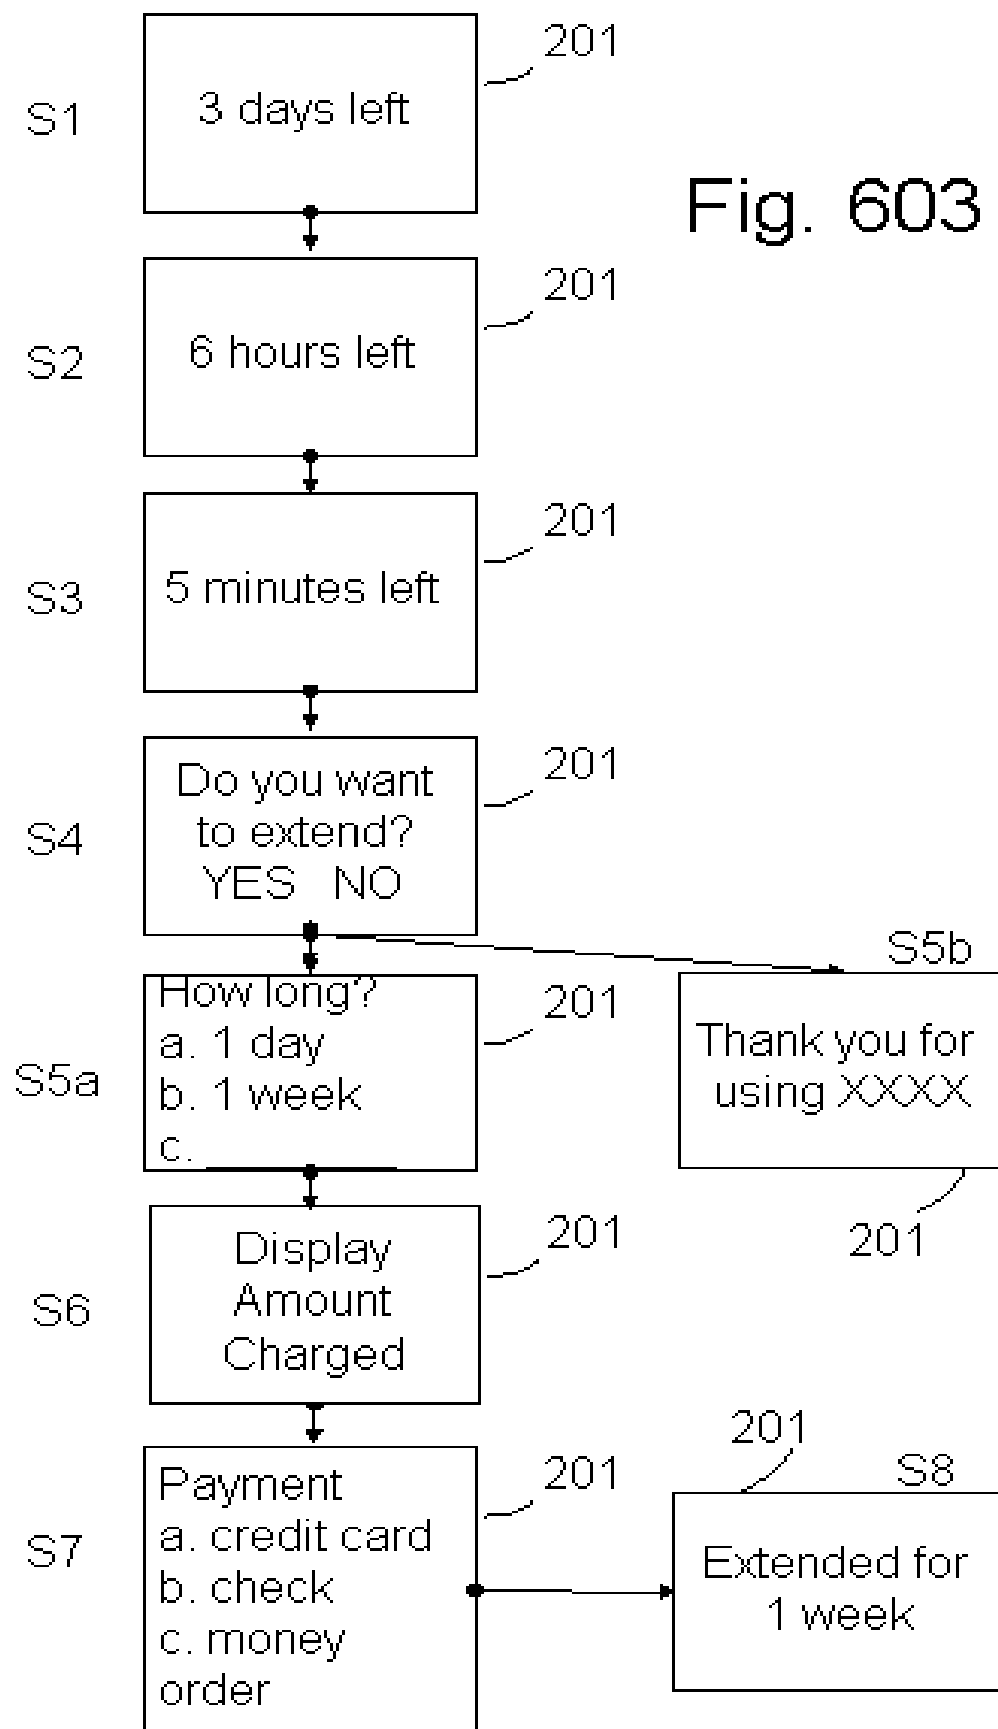 201
3 days left
S1
Fig. 603
201
6 hours left
S2
201
5 minutes left
S3
201
Do you want
to extend?
YES NO
S4
S5b
201
How long?
a. 1 day
b. 1 week
c. ____________
S5a
Thank you for
using XXXX
201
201
Display
Amount
Charged
S6
201
Payment
a. credit card
b. check
c. money
order
S7
201
S8
Extended for
1 week